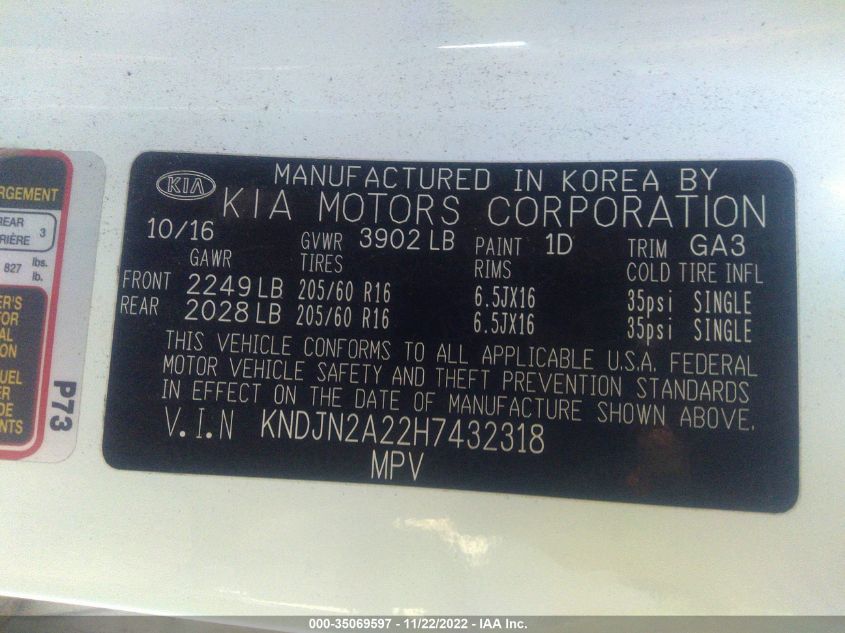 ARGEMENT
REAR 3
827 lbs.
lb.
P73
KIA
MANUFACTURED IN KOREA BY
KIA MOTORS CORPORATION
10/16 GVWR 3902 LB PAINT 1D TRIM GA3
GAWR TIRES RIMS COLD TIRE INFL
FRONT 2249 LB 205/60 R16 6.5JX16 35psi SINGLE
REAR 2028 LB 205/60 R16 6.5JX16 35psi SINGLE
THIS VEHICLE CONFORMS TO ALL APPLICABLE U.S.A. FEDERAL
MOTOR VEHICLE SAFETY AND THEFT PREVENTION STANDARDS
IN EFFECT ON THE DATE OF MANUFACTURE SHOWN ABOVE.
V.I.N KNDJN2A22H7432318
MPV
000-35069597 - 11/22/2022 - IAA Inc.